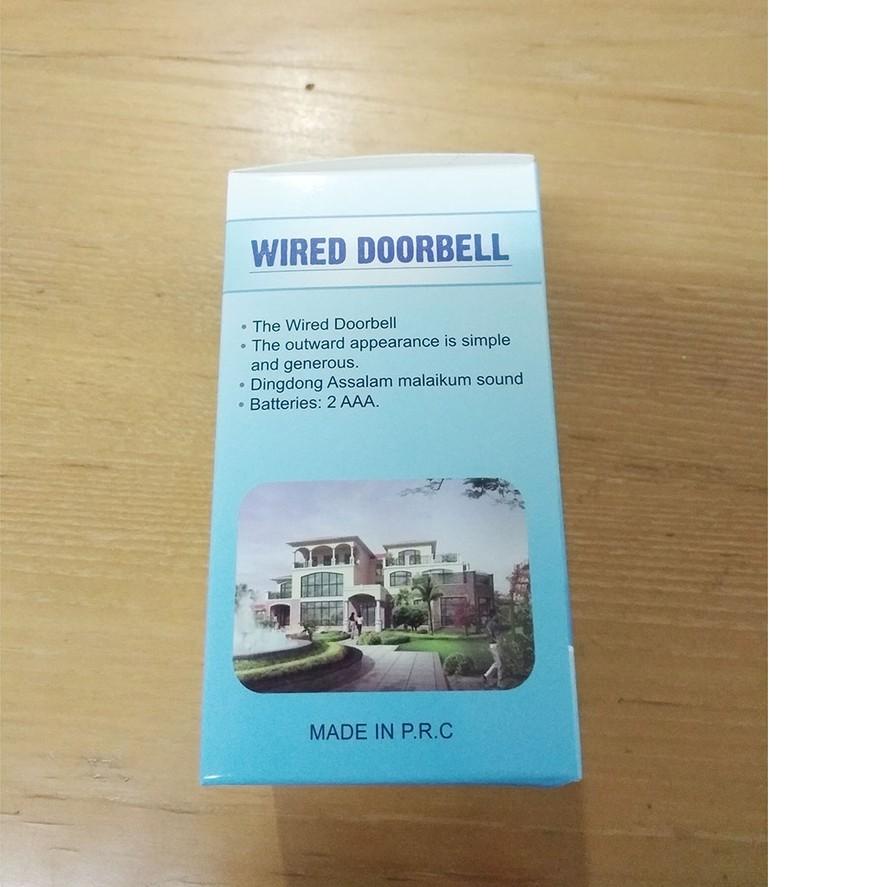 WIRED DOORBELL
• The Wired Doorbell
• The outward appearance is simple
and generous.
• Dingdong Assalam malaikum sound
• Batteries: 2 AAA.
MADE IN P.R.C